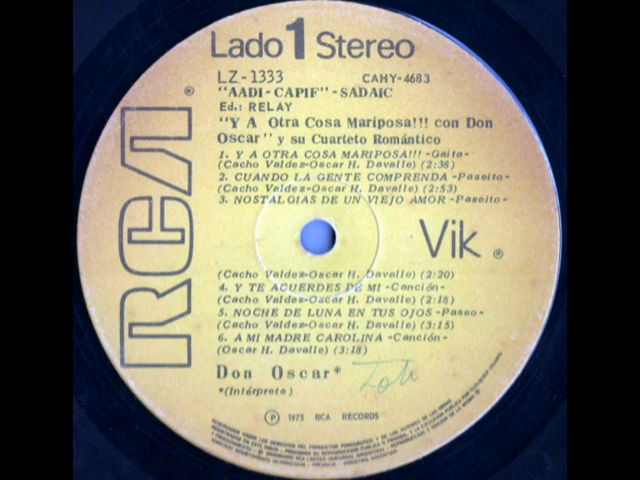 Lado 1 Stereo
LZ-1333 CAHY-4683
"AADI-CAPIF"-SADAIC
Ed.: RELAY
"Y A Otra Cosa Mariposa!!! con Don
Oscar" y su Cuarteto Romántico
1. Y A OTRA COSA MARIPOSA!!! -Gaita-
(Cacho Valdez-Oscar H. Davalle) (2:38)
2. CUANDO LA GENTE COMPRENDA -Paseito-
(Cacho Valdez-Oscar H. Davalle) (2:53)
3. NOSTALGIAS DE UN VIEJO AMOR -Paseito-
RCA ®
Vik ®
(Cacho Valdez-Oscar H. Davalle) (2:20)
4. Y TE ACUERDES DE MI -Canción-
(Cacho Valdez-Oscar H. Davalle) (2:18)
5. NOCHE DE LUNA EN TUS OJOS -Paseo-
(Cacho Valdez-Oscar H. Davalle) (3:15)
6. A MI MADRE CAROLINA -Canción-
(Oscar H. Davalle) (3:18)
Don Oscar*
*(Intérprete)
Ⓟ 1975 RCA RECORDS